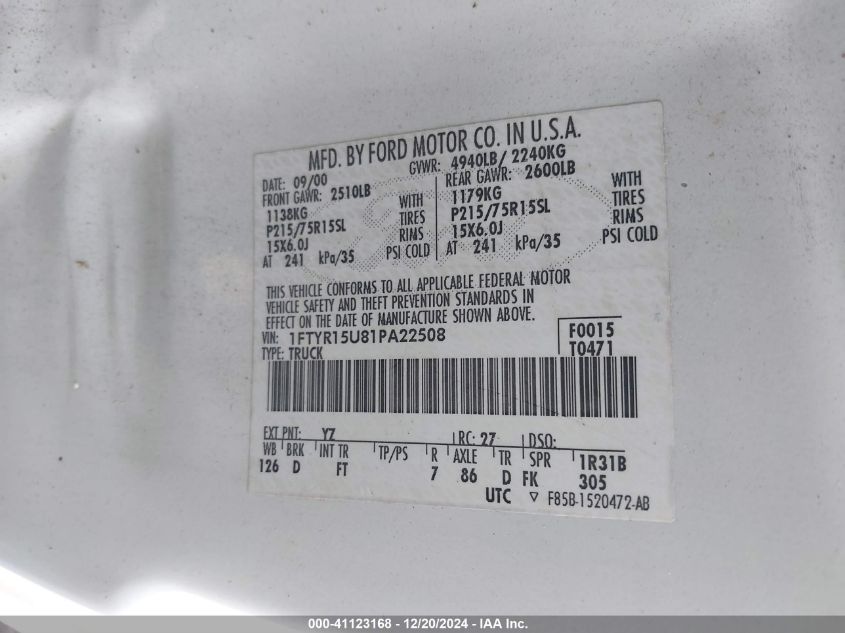 MFD. BY FORD MOTOR CO. IN U.S.A.
DATE: 09/00 GVWR: 4940LB/ 2240KG
FRONT GAWR: 2510LB REAR GAWR: 2600LB
1138KG WITH 1179KG WITH
P215/75R15SL TIRES P215/75R15SL TIRES
15X6.0J RIMS 15X6.0J RIMS
AT 241 kPa/35 PSI COLD AT 241 kPa/35 PSI COLD
THIS VEHICLE CONFORMS TO ALL APPLICABLE FEDERAL MOTOR
VEHICLE SAFETY AND THEFT PREVENTION STANDARDS IN
EFFECT ON THE DATE OF MANUFACTURE SHOWN ABOVE.
VIN: 1FTYR15U81PA22508 F0015
TYPE: TRUCK T0471
EXT PNT: YZ RC: 27 DSO:
WB BRK INT TR TP/PS R AXLE TR SPR 1R31B
126 D FT 7 86 D FK 305
UTC ▽ F85B-1520472-AB
000-41123168 - 12/20/2024 - IAA Inc.